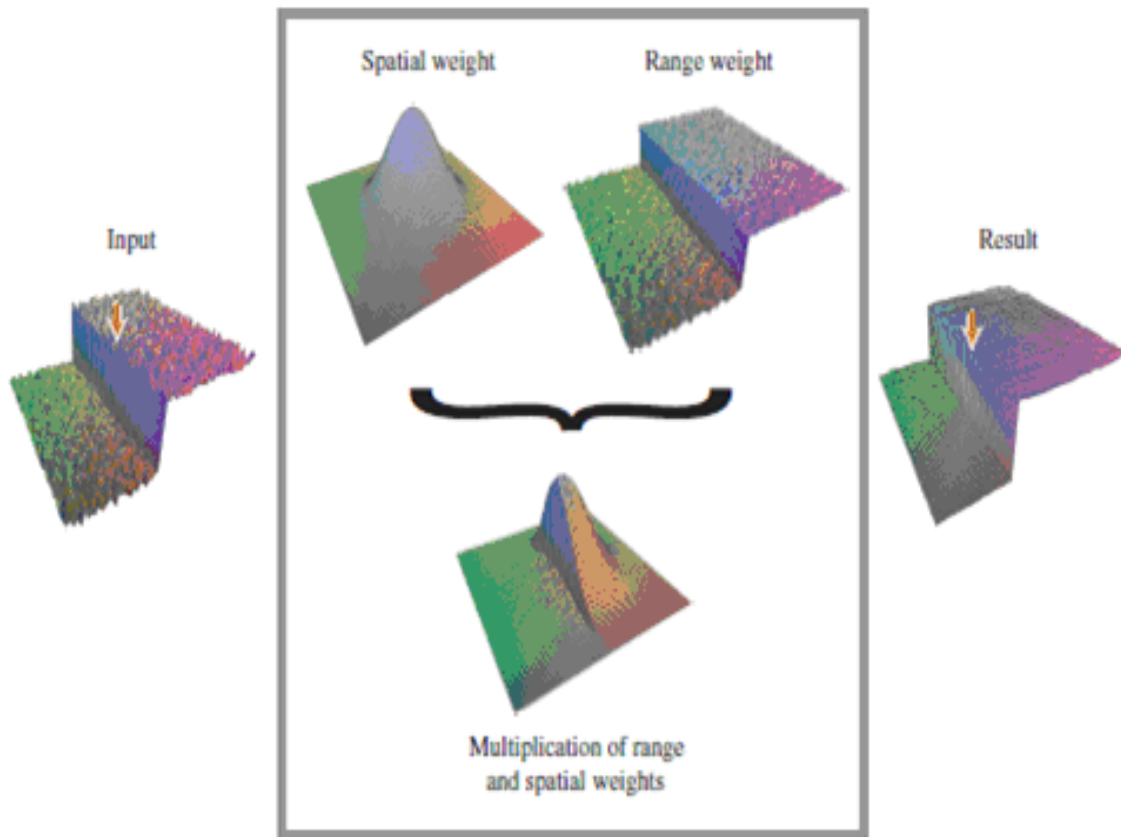 Spatial weight
Range weight
Input
Result
Multiplication of range
and spatial weights